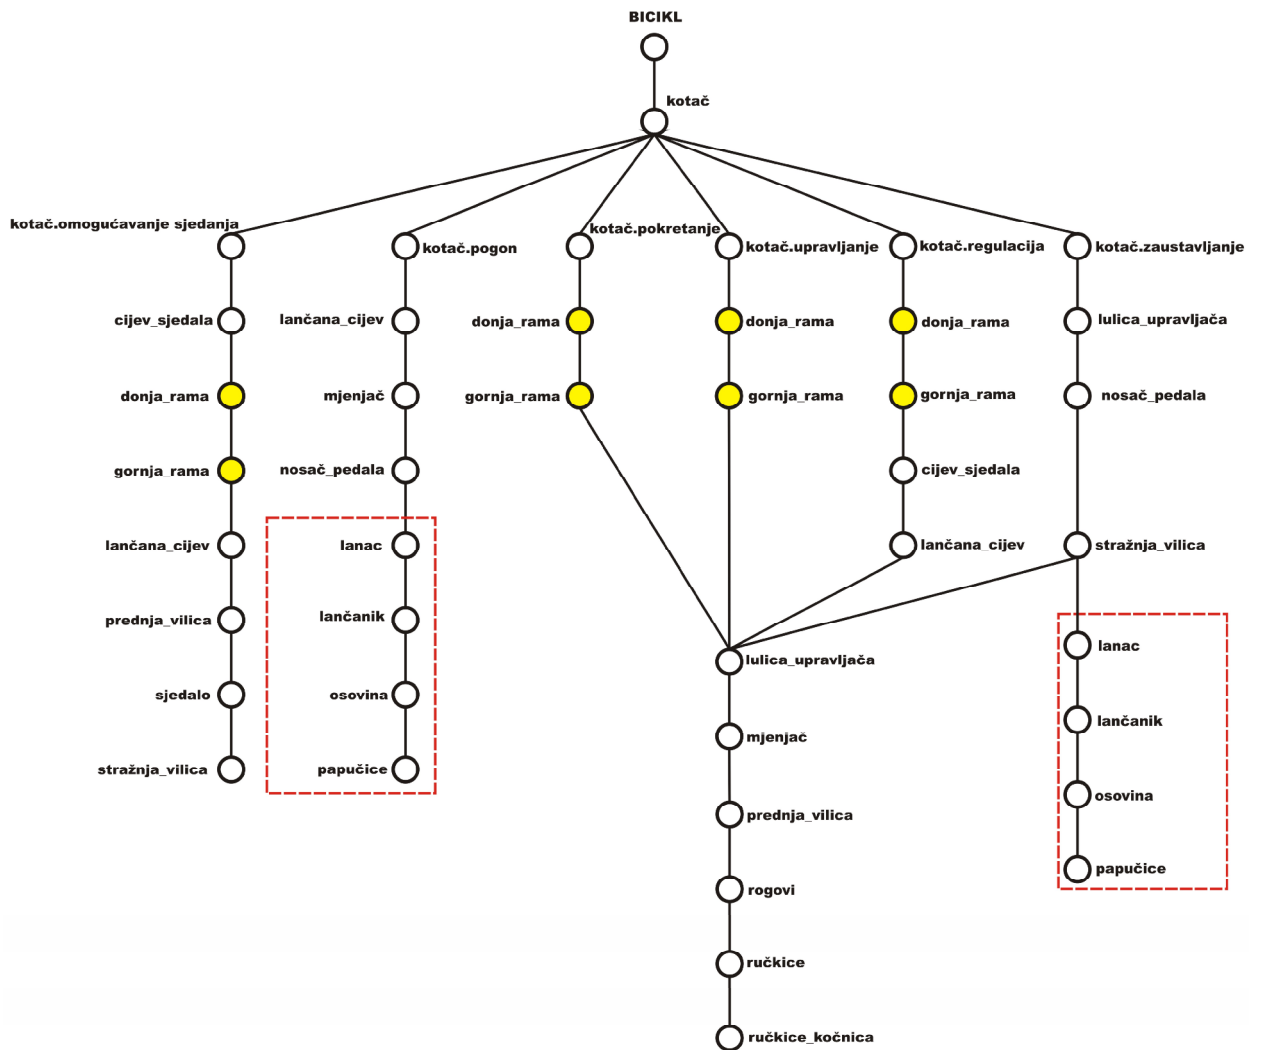 BICIKL
kotač
kotač.omogućavanje sjedanja
kotač.pogon
kotač.pokretanje
kotač.upravljanje
kotač.regulacija
kotač.zaustavljanje
cijev_sjedala
lančana_cijev
donja_rama
donja_rama
donja_rama
lulica_upravljača
donja_rama
mjenjač
gornja_rama
gornja_rama
gornja_rama
nosač_pedala
gornja_rama
nosač_pedala
cijev_sjedala
lančana_cijev
lanac
lančana_cijev
stražnja_vilica
prednja_vilica
lančanik
lulica_upravljača
lanac
sjedalo
osovina
mjenjač
lančanik
stražnja_vilica
papučice
prednja_vilica
osovina
rogovi
papučice
ručkice
ručkice_kočnica